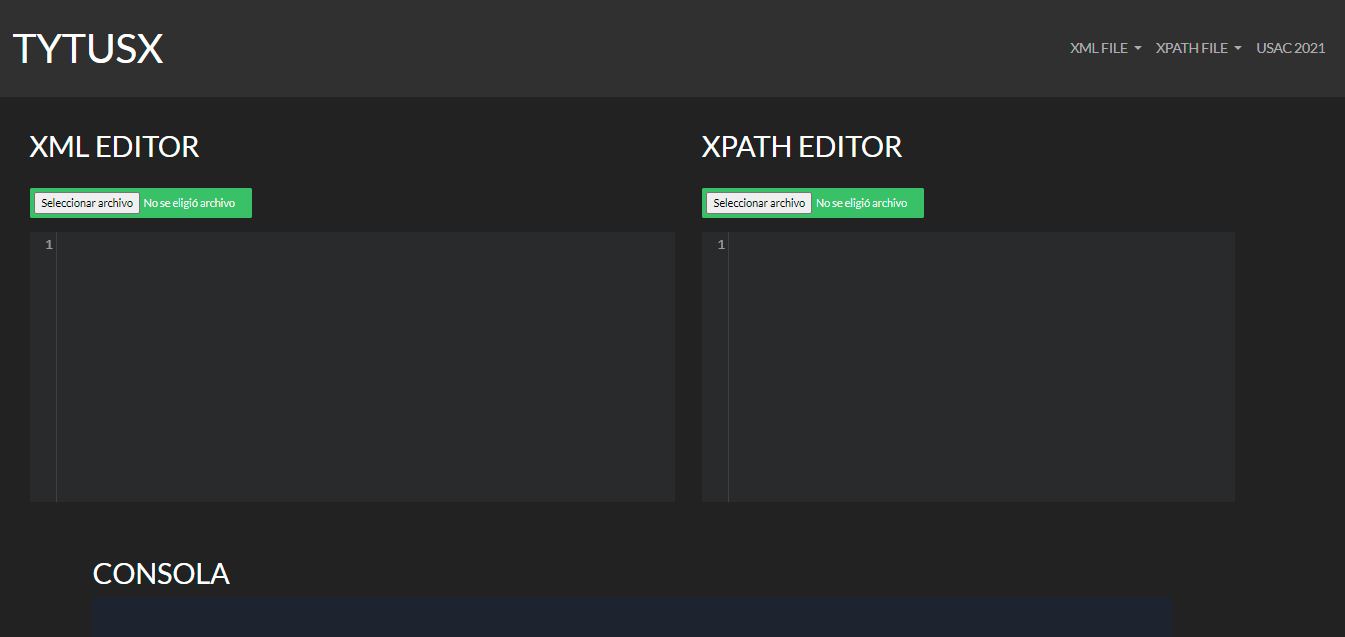 TYTUSX
XML FILE
XPATH FILE
USAC 2021
XML EDITOR
XPATH EDITOR
Seleccionar archivo No se eligió archivo
Seleccionar archivo No se eligió archivo
1
1
CONSOLA